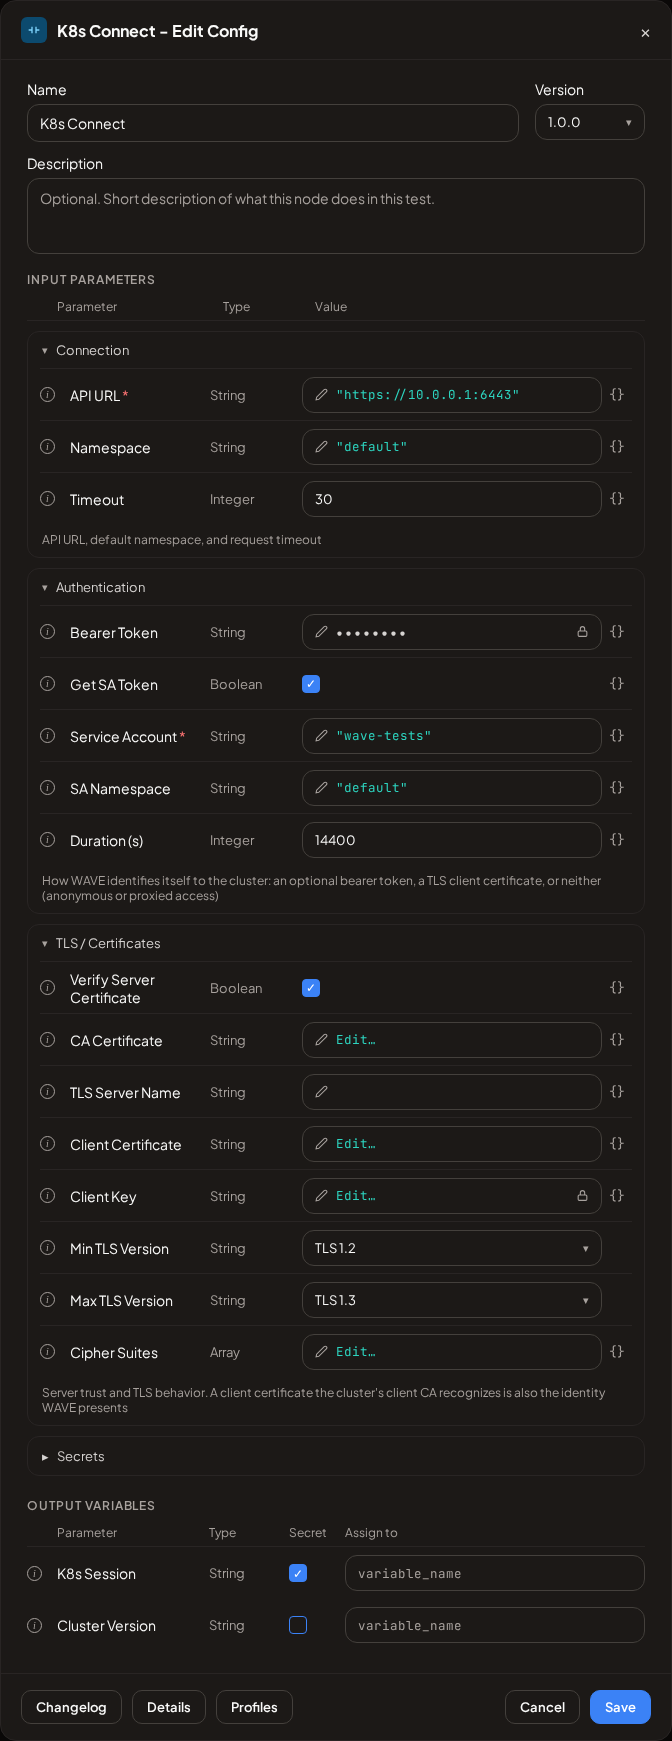 K8s Connect - Edit Config
×
Name
Version
K8s Connect
1.0.0
Description
Optional. Short description of what this node does in this test.
INPUT PARAMETERS
Parameter Type Value
Connection
API URL * String "https://10.0.0.1:6443" {}
Namespace String "default" {}
Timeout Integer 30 {}
API URL, default namespace, and request timeout
Authentication
Bearer Token String •••••••• {}
Get SA Token Boolean {}
Service Account * String "wave-tests" {}
SA Namespace String "default" {}
Duration (s) Integer 14400 {}
How WAVE identifies itself to the cluster: an optional bearer token, a TLS client certificate, or neither
(anonymous or proxied access)
TLS / Certificates
Verify Server
Certificate
Boolean {}
CA Certificate String Edit… {}
TLS Server Name String {}
Client Certificate String Edit… {}
Client Key String Edit… {}
Min TLS Version String TLS 1.2
Max TLS Version String TLS 1.3
Cipher Suites Array Edit… {}
Server trust and TLS behavior. A client certificate the cluster's client CA recognizes is also the identity
WAVE presents
Secrets
OUTPUT VARIABLES
Parameter Type Secret Assign to
K8s Session String variable_name
Cluster Version String variable_name
Changelog Details Profiles Cancel Save